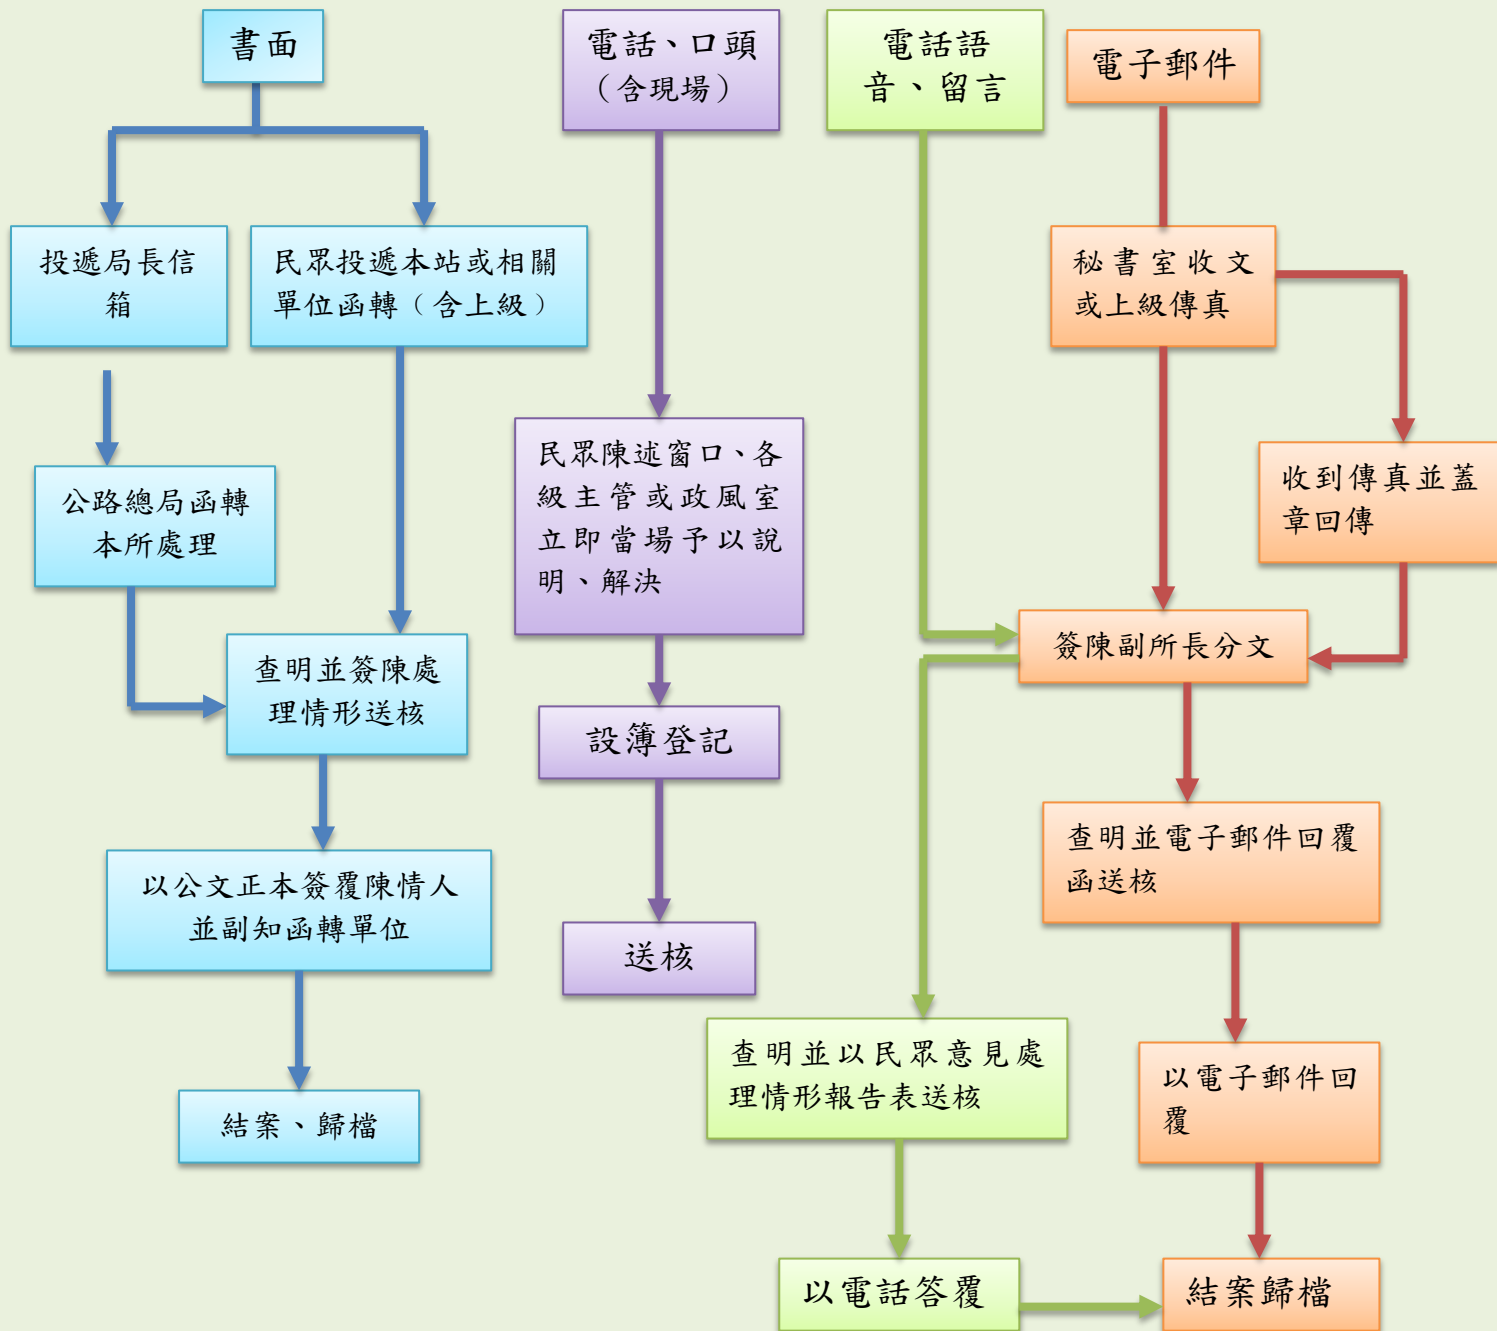 書面
投遞局長信
箱
民眾投遞本站或相關
單位函轉（含上級）
公路總局函轉
本所處理
查明並簽陳處
理情形送核
以公文正本簽覆陳情人
並副知函轉單位
結案、歸檔
電話、口頭
（含現場）
民眾陳述窗口、各
級主管或政風室
立即當場予以說
明、解決
設簿登記
送核
電話語
音、留言
查明並以民眾意見處
理情形報告表送核
以電話答覆
電子郵件
秘書室收文
或上級傳真
收到傳真並蓋
章回傳
簽陳副所長分文
查明並電子郵件回覆
函送核
以電子郵件回
覆
結案歸檔